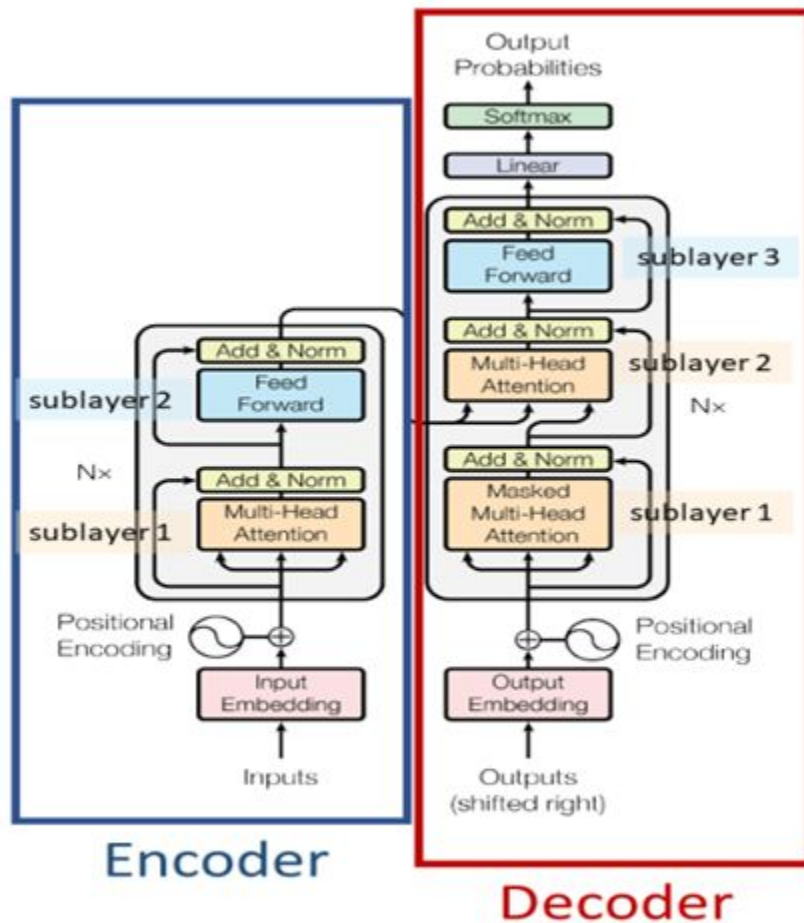 Output
Probabilities
Softmax
Linear
Add & Norm
Feed
Forward
sublayer 3
Add & Norm
Multi-Head
Attention
sublayer 2
Nx
Add & Norm
Masked
Multi-Head
Attention
sublayer 1
Positional
Encoding
Output
Embedding
Outputs
(shifted right)
Decoder
Add & Norm
Feed
Forward
sublayer 2
Nx
Add & Norm
Multi-Head
Attention
sublayer 1
Positional
Encoding
Input
Embedding
Inputs
Encoder